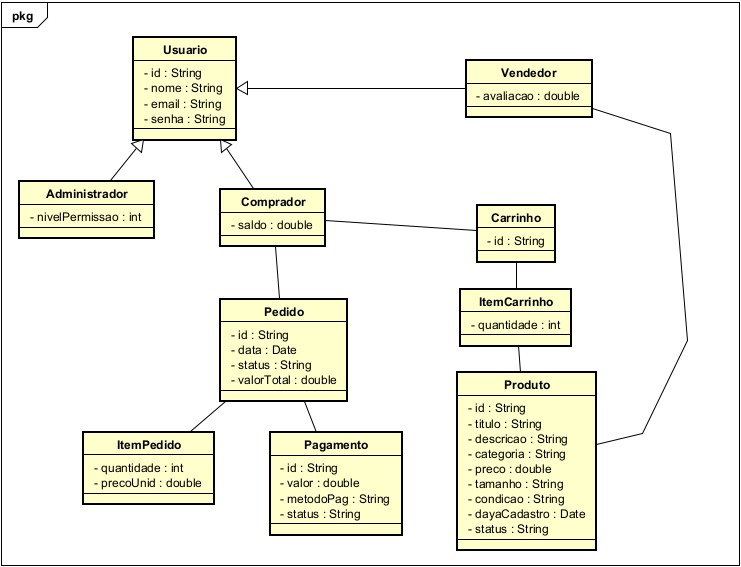 pkg
Usuario
- id : String
- nome : String
- email : String
- senha : String
Vendedor
- avaliacao : double
Administrador
- nivelPermissao : int
Comprador
- saldo : double
Carrinho
- id : String
ItemCarrinho
- quantidade : int
Pedido
- id : String
- data : Date
- status : String
- valorTotal : double
Produto
- id : String
- titulo : String
- descricao : String
- categoria : String
- preco : double
- tamanho : String
- condicao : String
- dayaCadastro : Date
- status : String
ItemPedido
- quantidade : int
- precoUnid : double
Pagamento
- id : String
- valor : double
- metodoPag : String
- status : String